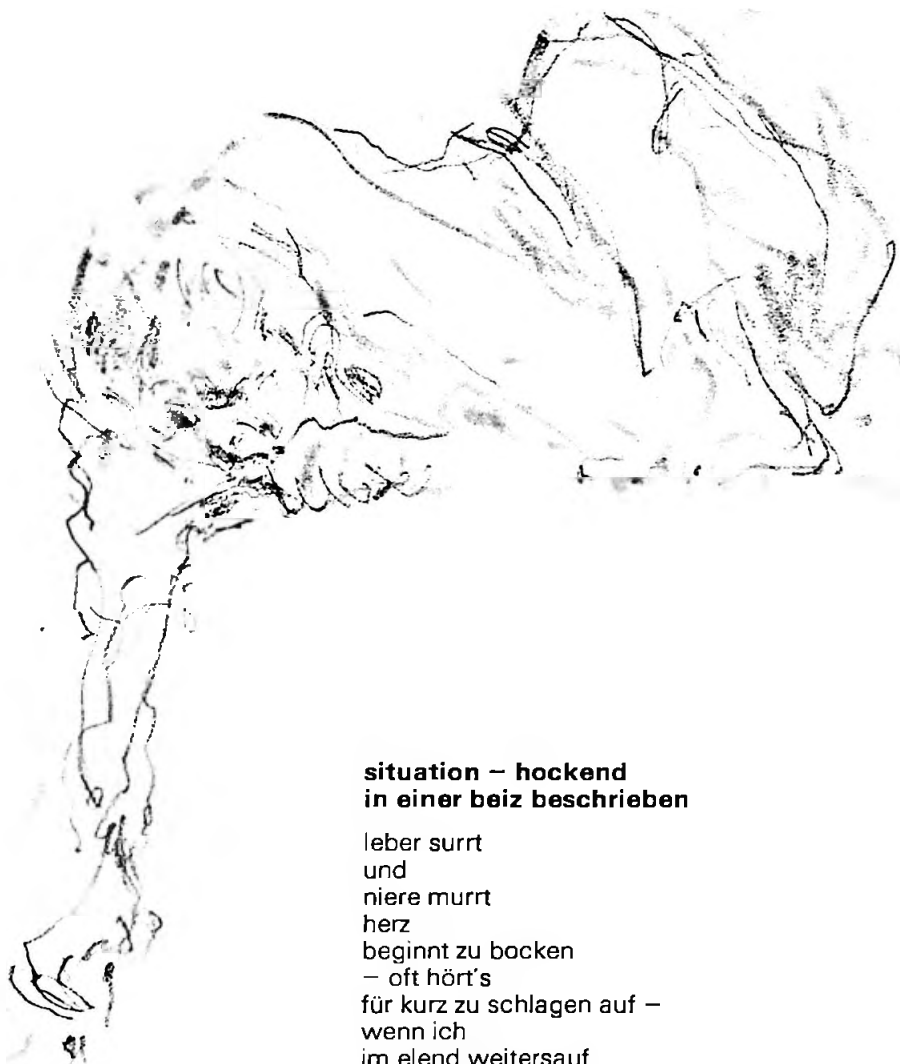 situation – hockend
in einer beiz beschrieben
leber surrt
und
niere murrt
herz
beginnt zu bocken
– oft hört's
für kurz zu schlagen auf –
wenn ich
im elend weitersauf